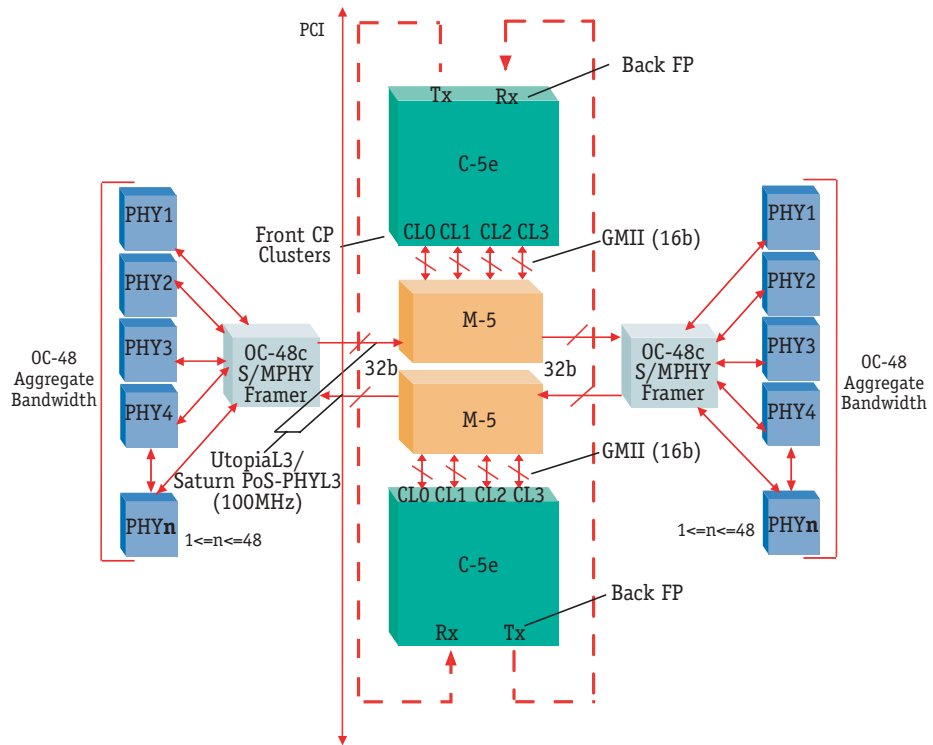 PCI
Back FP
Tx
Rx
C-5e
Front CP
Clusters
CL0 CL1 CL2 CL3
GMII (16b)
M-5
PHY1
PHY2
PHY3
PHY4
PHYn
1<=n<=48
OC-48
Aggregate
Bandwidth
OC-48c
S/MPHY
Framer
32b
32b
OC-48c
S/MPHY
Framer
PHY1
PHY2
PHY3
PHY4
PHYn
1<=n<=48
OC-48
Aggregate
Bandwidth
M-5
UtopiaL3/
Saturn PoS-PHYL3
(100MHz)
GMII (16b)
CL0 CL1 CL2 CL3
C-5e
Back FP
Rx
Tx